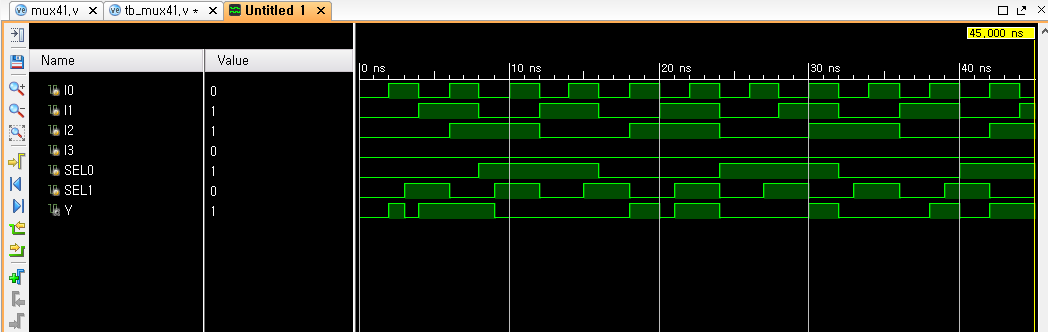 mux41.v tb_mux41.v * Untitled 1
45,000 ns
Name Value
0 ns 10 ns 20 ns 30 ns 40 ns
I0 0
I1 1
I2 1
I3 0
SEL0 1
SEL1 0
Y 1